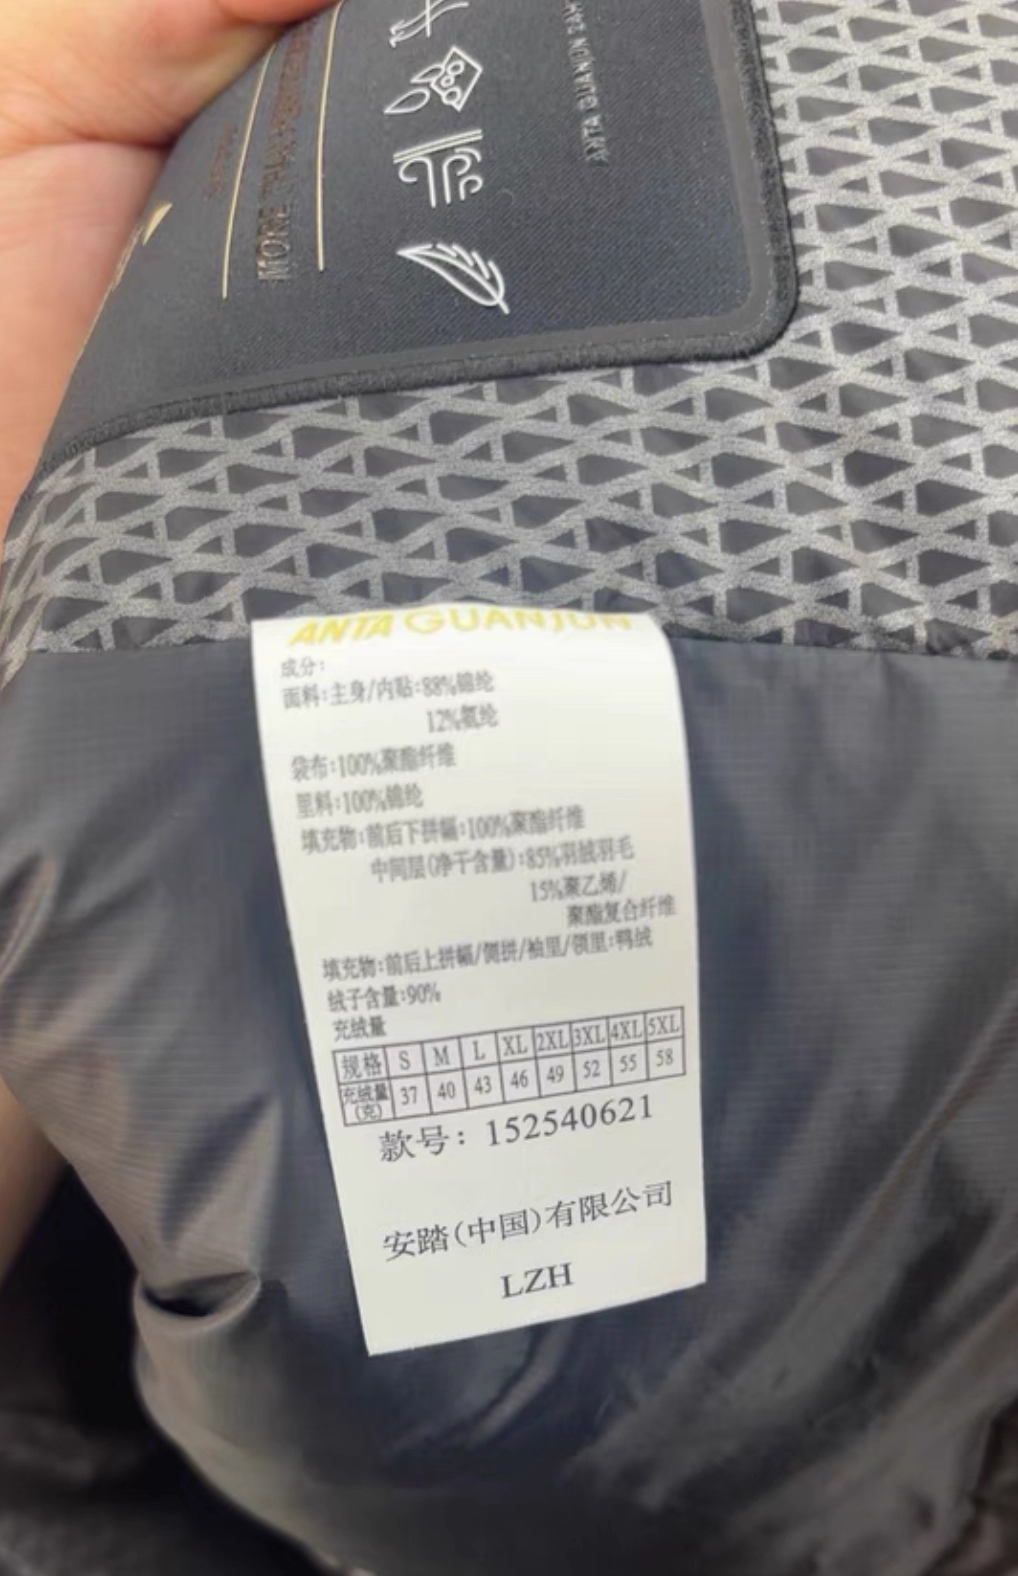 ANTA GUANJUN
MORE THAN
ANTA GUANJUN
成分:
面料:主身/内贴:88%锦纶
12%氨纶
袋布:100%聚酯纤维
里料:100%锦纶
填充物:前后下拼幅:100%聚酯纤维
中间层(净干含量):85%羽绒羽毛
15%聚乙烯/
聚酯复合纤维
填充物:前后上拼幅/侧拼/袖里/领里:鸭绒
绒子含量:90%
充绒量
规格 S M L XL 2XL 3XL 4XL 5XL
充绒量(克) 37 40 43 46 49 52 55 58
款号: 152540621
安踏(中国)有限公司
LZH